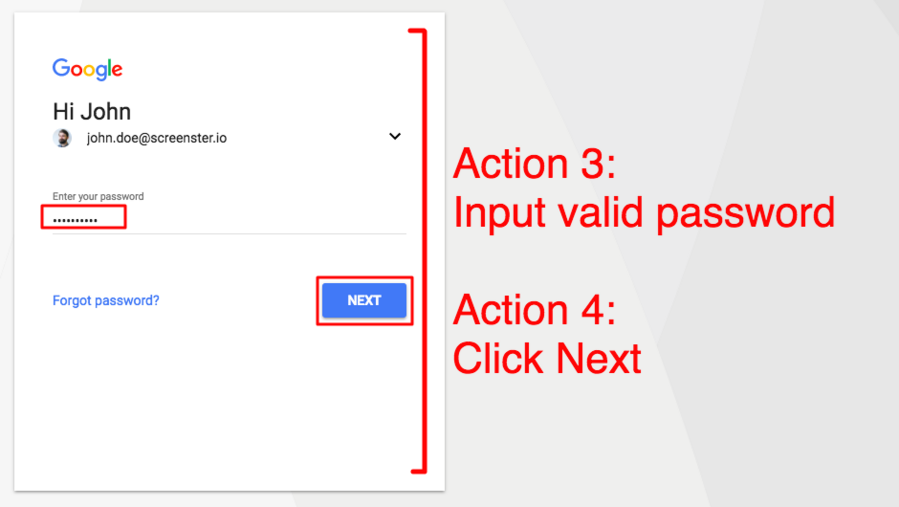 Google
Hi John
john.doe@screenster.io
Enter your password
••••••••••
Forgot password?
NEXT
Action 3:
Input valid password
Action 4:
Click Next